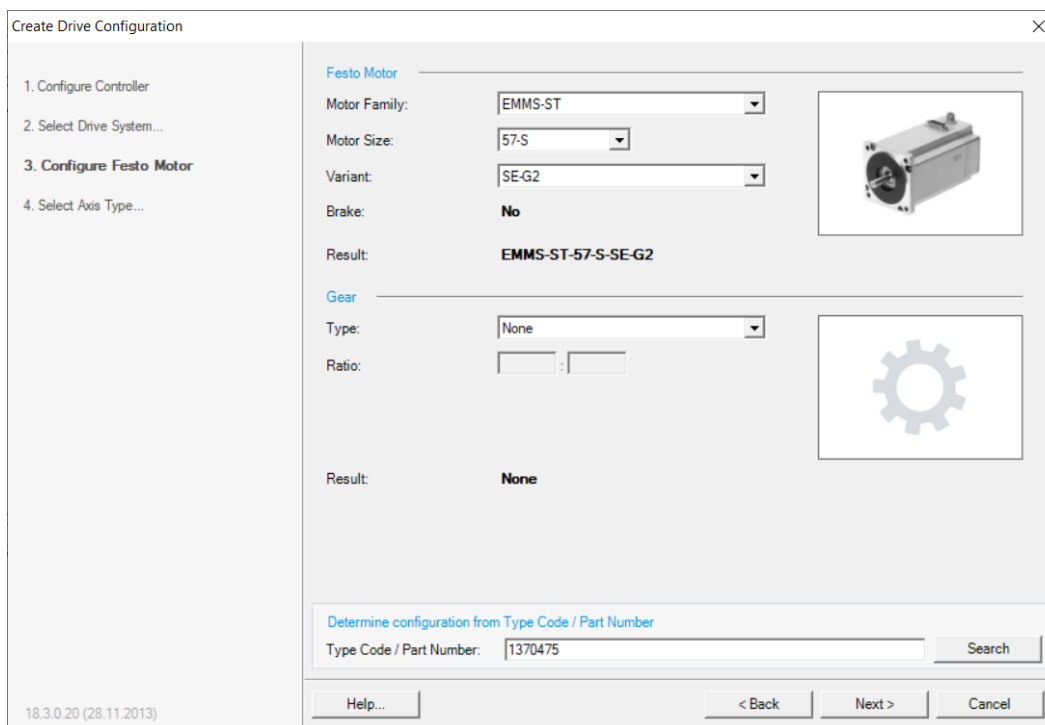 Create Drive Configuration
1. Configure Controller
2. Select Drive System...
3. Configure Festo Motor
4. Select Axis Type...
Festo Motor
Motor Family: EMMS-ST
Motor Size: 57-S
Variant: SE-G2
Brake: No
Result: EMMS-ST-57-S-SE-G2
Gear
Type: None
Ratio: :
Result: None
Determine configuration from Type Code / Part Number
Type Code / Part Number: 1370475 Search
18.3.0.20 (28.11.2013)
Help... < Back Next > Cancel